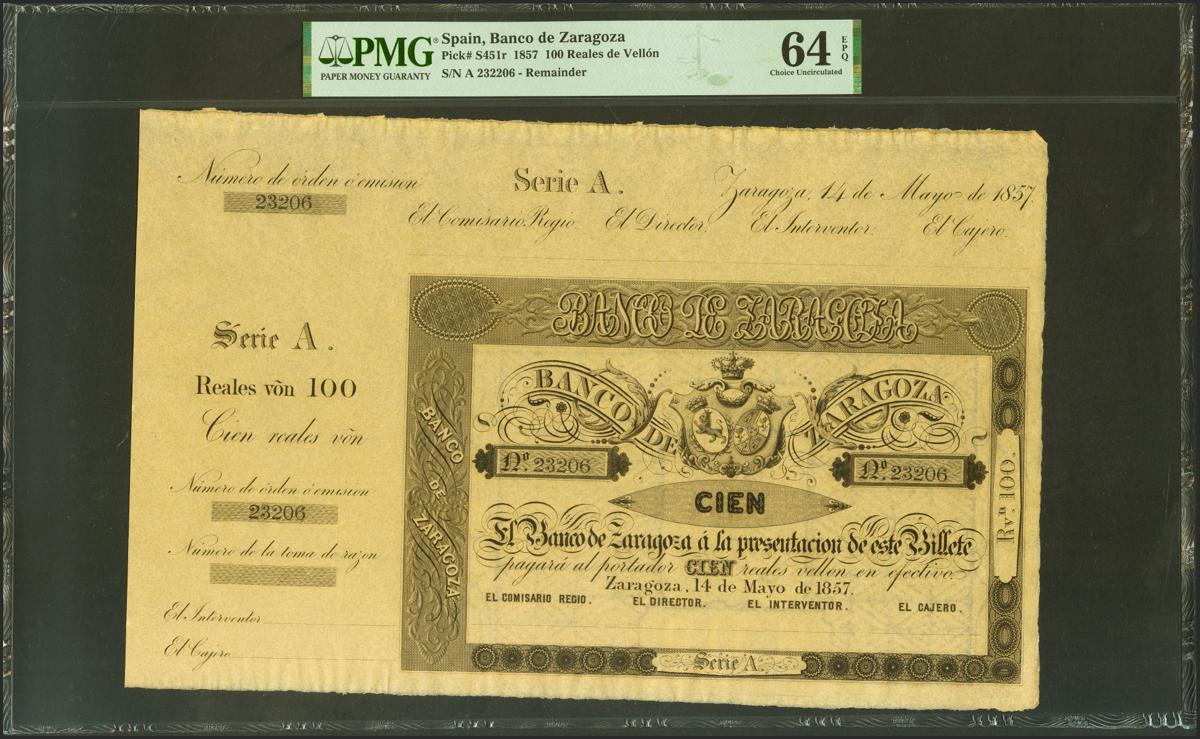 PMG®
PAPER MONEY GUARANTY
Spain, Banco de Zaragoza
Pick# S451r 1857 100 Reales de Vellón
S/N A 232206 - Remainder
64 EPQ
Choice Uncirculated
Número de órden ó emision
23206
Serie A.
Zaragoza, 14 de Mayo de 1857.
El Comisario Regio. El Director. El Interventor. El Cajero.
Serie A.
Reales vōn 100
Cien reales vōn
Número de órden ó emision
23206
Número de la toma de razon
El Interventor
El Cajero
BANCO DE ZARAGOZA
BANCO DE ZARAGOZA
BANCO DE ZARAGOZA
Nº. 23206
Nº. 23206
CIEN
El Banco de Zaragoza á la presentacion de este Billete
pagará al portador CIEN reales vellon en efectivo.
Zaragoza, 14 de Mayo de 1857.
EL COMISARIO REGIO. EL DIRECTOR. EL INTERVENTOR. EL CAJERO.
Rvn. 100.
Serie A.